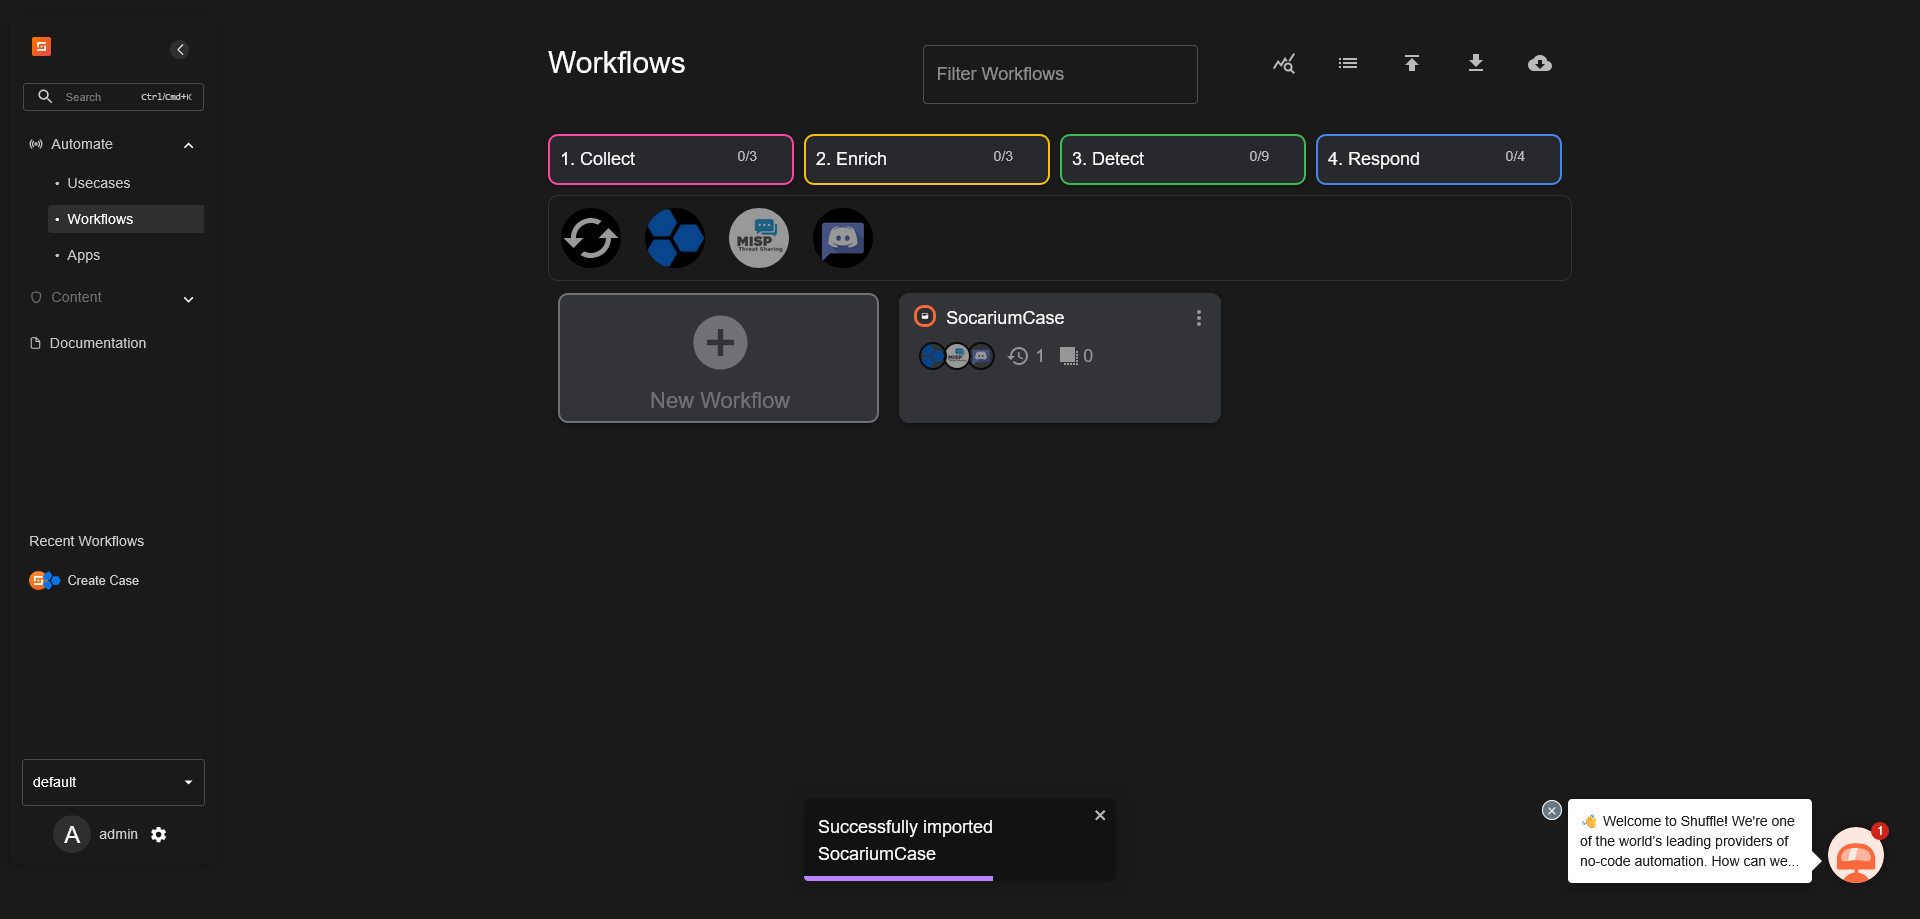 Search Ctrl/Cmd+K
Automate
• Usecases
• Workflows
• Apps
Content
Documentation
Recent Workflows
Create Case
default
A admin
Workflows
Filter Workflows
1. Collect 0/3
2. Enrich 0/3
3. Detect 0/9
4. Respond 0/4
MISP
Threat Sharing
New Workflow
SocariumCase
MISP
1 0
Successfully imported
SocariumCase
👋 Welcome to Shuffle! We're one
of the world's leading providers of
no-code automation. How can we...
1